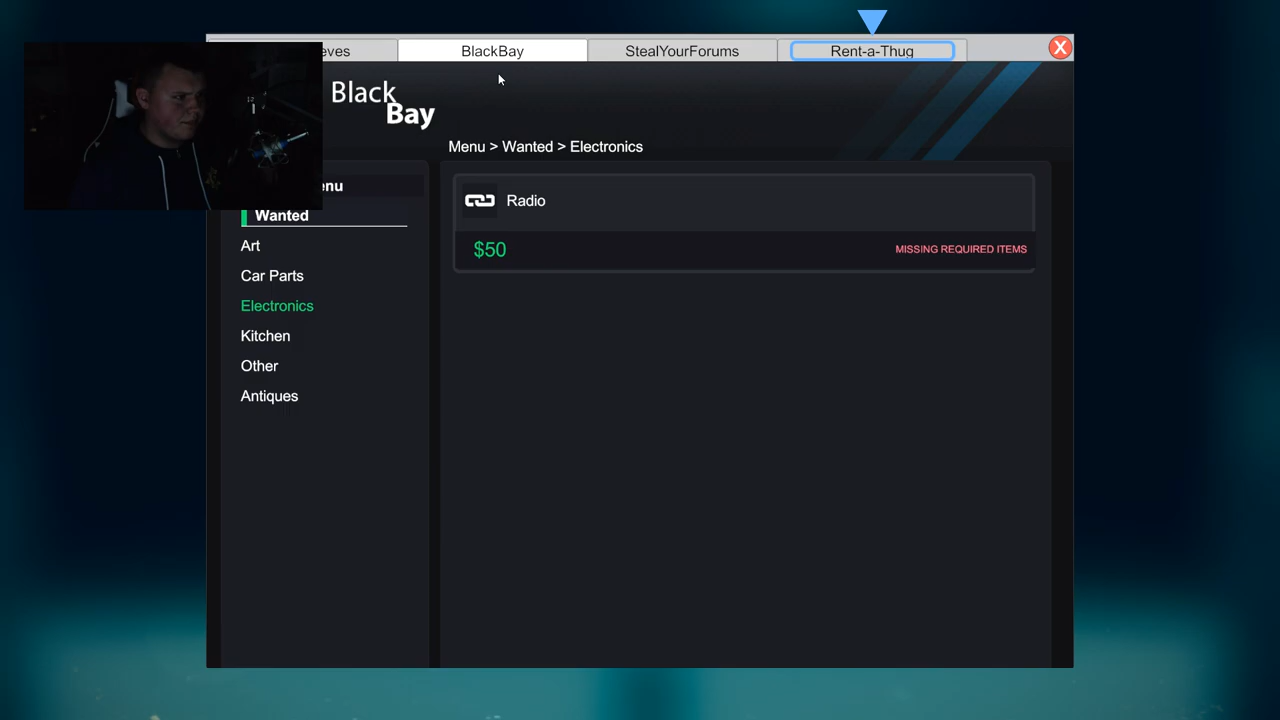 eves
BlackBay
StealYourForums
Rent-a-Thug
X
Black
Bay
Menu > Wanted > Electronics
enu
Wanted
Art
Car Parts
Electronics
Kitchen
Other
Antiques
Radio
$50
MISSING REQUIRED ITEMS